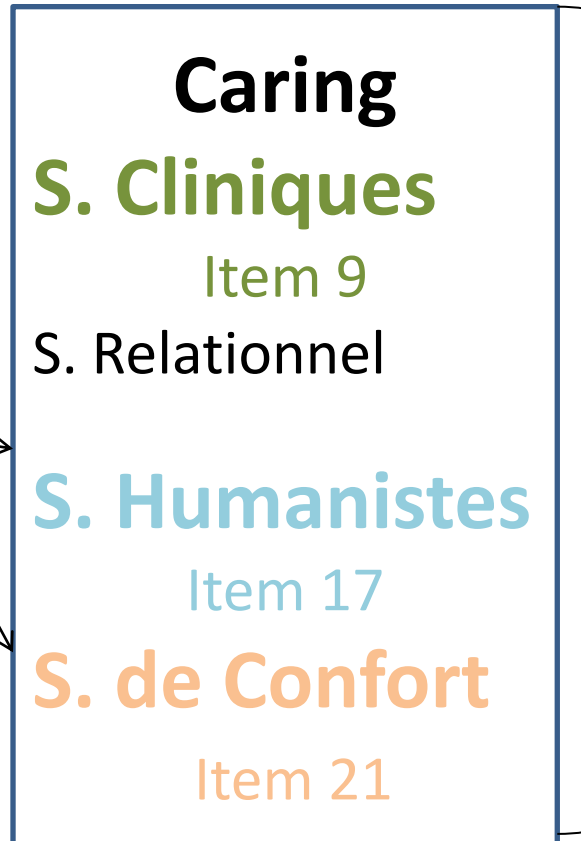 Caring
S. Cliniques
Item 9
S. Relationnel
S. Humanistes
Item 17
S. de Confort
Item 21